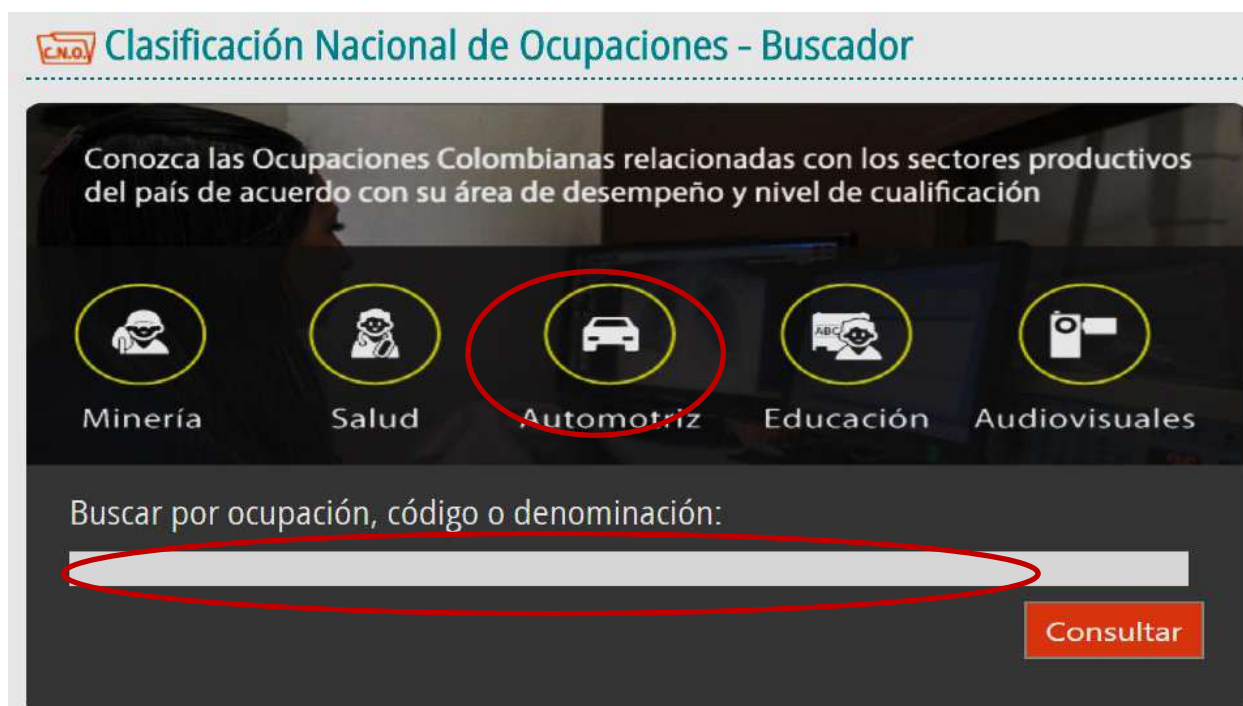 C.N.O. Clasificación Nacional de Ocupaciones - Buscador
Conozca las Ocupaciones Colombianas relacionadas con los sectores productivos
del país de acuerdo con su área de desempeño y nivel de cualificación
ABC
Minería Salud Automotriz Educación Audiovisuales
Buscar por ocupación, código o denominación:
Consultar